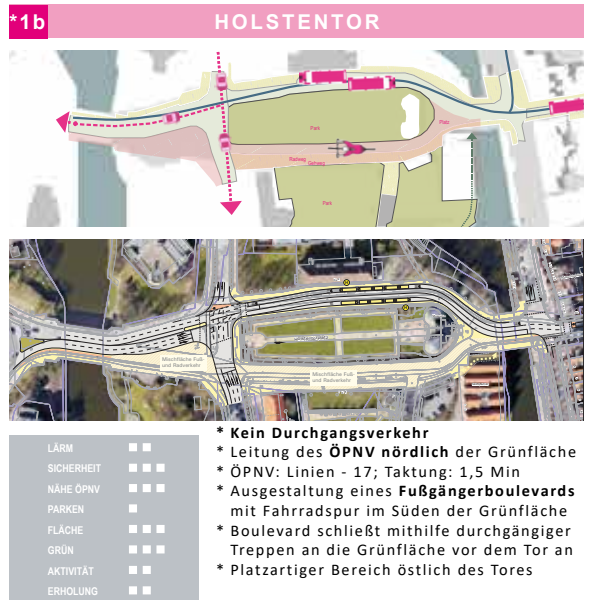 *1b
HOLSTENTOR
Park
Platz
Radweg
Gehweg
Park
Mischfläche Fuß-
und Radverkehr
Mischfläche Fuß-
und Radverkehr
LÄRM
SICHERHEIT
NÄHE ÖPNV
PARKEN
FLÄCHE
GRÜN
AKTIVITÄT
ERHOLUNG
* Kein Durchgangsverkehr
* Leitung des ÖPNV nördlich der Grünfläche
* ÖPNV: Linien - 17; Taktung: 1,5 Min
* Ausgestaltung eines Fußgängerboulevards
mit Fahrradspur im Süden der Grünfläche
* Boulevard schließt mithilfe durchgängiger
Treppen an die Grünfläche vor dem Tor an
* Platzartiger Bereich östlich des Tores